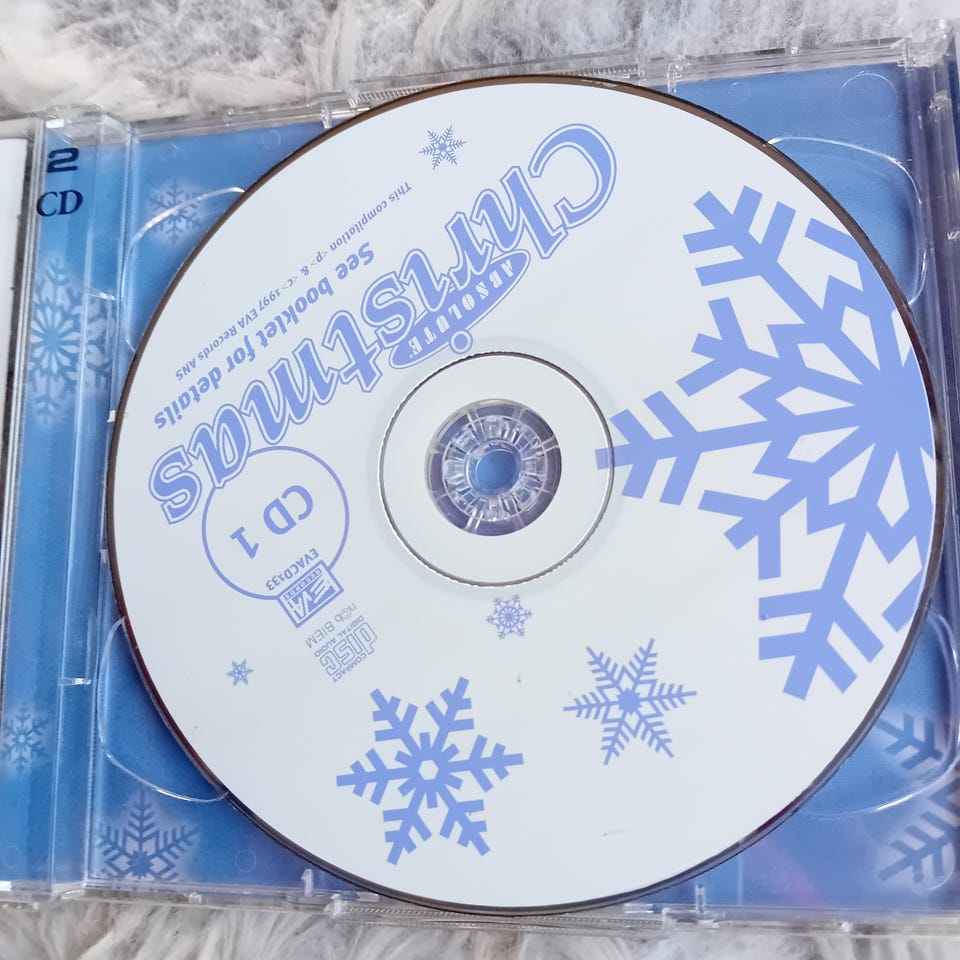 2
CD
ABSOLUTE
Christmas
See booklet for details
This compilation <p> & <c> 1997 EVA Records ANS
CD 1
EVACD133
EVA
RECORDS
n©b BIEM
COMPACT
disc
DIGITAL AUDIO